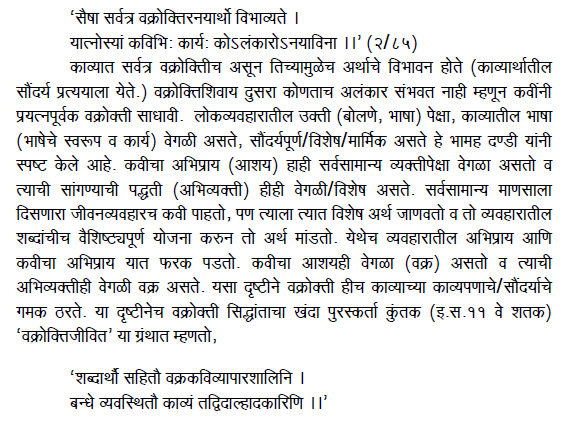 ‘सैषा सर्वत्र वक्रोक्तिरनयार्थो विभाव्यते ।
यात्नोस्यां कविभिः कार्यः कोऽलंकारोऽनयाविना ।।’ (२/८५)
काव्यात सर्वत्र वक्रोक्तिीच असून तिच्यामुळेच अर्थाचे विभावन होते (काव्यार्थातील
सौंदर्य प्रत्ययाला येते.) वक्रोक्तिशिवाय दुसरा कोणताच अलंकार संभवत नाही म्हणून कवींनी
प्रयत्नपूर्वक वक्रोक्ती साधावी. लोकव्यवहारातील उक्ती (बोलणे, भाषा) पेक्षा, काव्यातील भाषा
(भाषेचे स्वरूप व कार्य) वेगळी असते, सौंदर्यपूर्ण/विशेष/मार्मिक असते हे भामह दण्डी यांनी
स्पष्ट केले आहे. कवीचा अभिप्राय (आशय) हाही सर्वसामान्य व्यक्तीपेक्षा वेगळा असतो व
त्याची सांगण्याची पद्धती (अभिव्यक्ती) हीही वेगळी/विशेष असते. सर्वसामान्य माणसाला
दिसणारा जीवनव्यवहारच कवी पाहतो, पण त्याला त्यात विशेष अर्थ जाणवतो व तो व्यवहारातील
शब्दांचीच वैशिष्ट्यपूर्ण योजना करुन तो अर्थ मांडतो. येथेच व्यवहारातील अभिप्राय आणि
कवीचा अभिप्राय यात फरक पडतो. कवीचा आशयही वेगळा (वक्र) असतो व त्याची
अभिव्यक्तीही वेगळी वक्र असते. यसा दृष्टीने वक्रोक्ती हीच काव्याच्या काव्यपणाचे/सौंदर्याचे
गमक ठरते. या दृष्टीनेच वक्रोक्ती सिद्धांताचा खंदा पुरस्कर्ता कुंतक (इ.स.११ वे शतक)
‘वक्रोक्तिजीवित’ या ग्रंथात म्हणतो,
‘शब्दार्थौ सहितौ वक्रकविव्यापारशालिनि ।
बन्धे व्यवस्थितौ काव्यं तद्विदाल्हादकारिणि ।।’